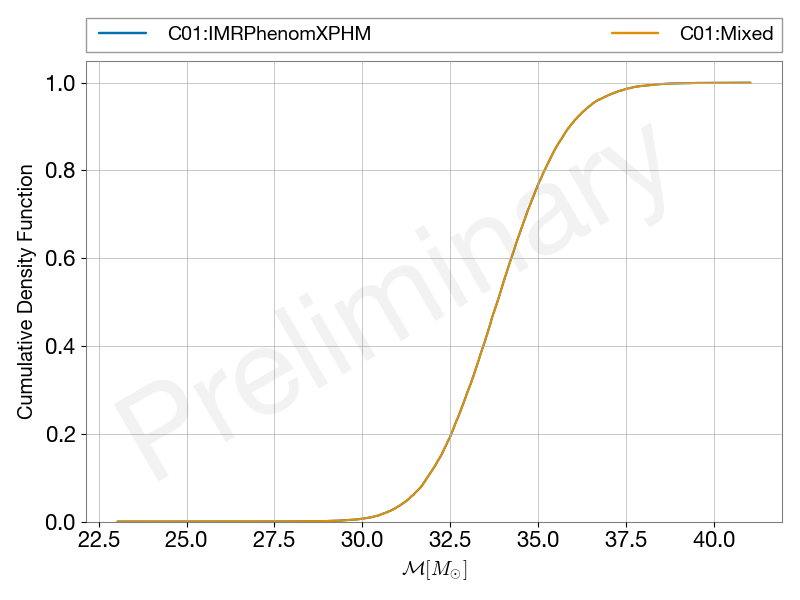 C01:IMRPhenomXPHM C01:Mixed
1.0
0.8
0.6
0.4
0.2
0.0
Cumulative Density Function
Preliminary
22.5 25.0 27.5 30.0 32.5 35.0 37.5 40.0
ℳ[M⊙]